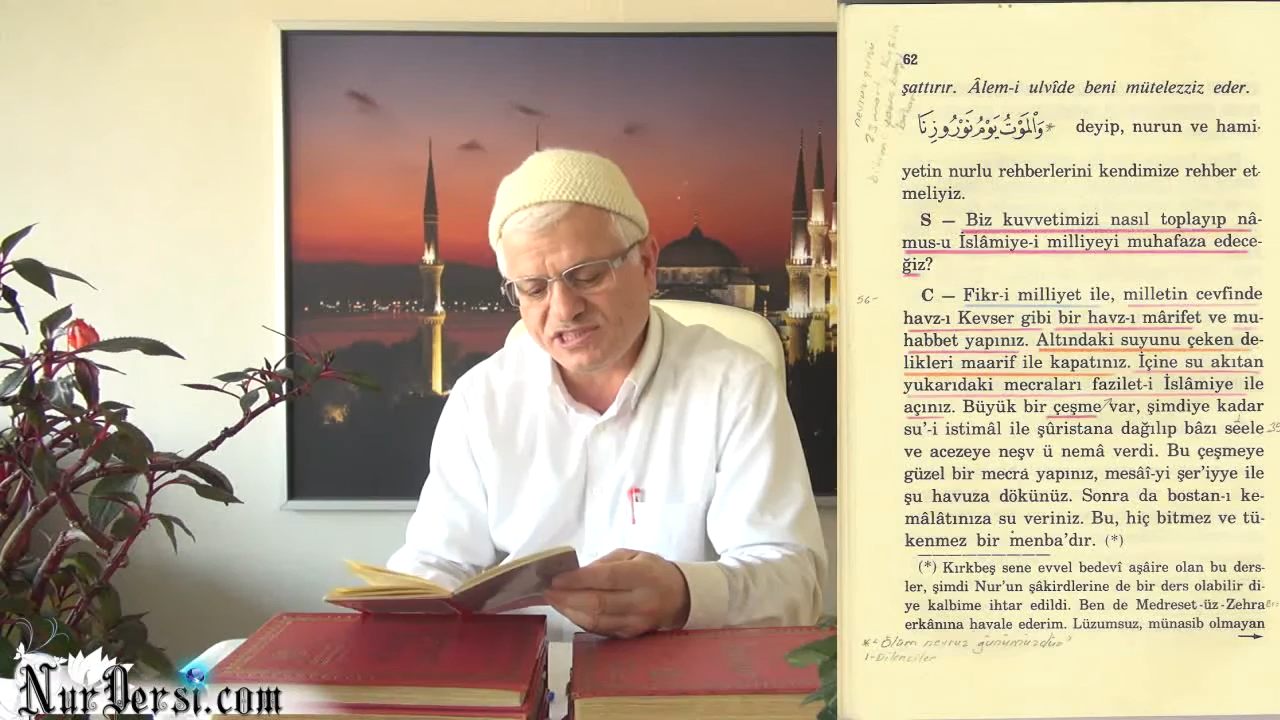 62
şattırır. Âlem-i ulvîde beni mütelezziz eder.
وَالْمَوْتُ يَوْمُ نَوْرُوزِنَا* deyip, nurun ve hami-
yetin nurlu rehberlerini kendimize rehber et-
meliyiz.
S — Biz kuvvetimizi nasıl toplayıp nâ-
mus-u İslâmiye-i milliyeyi muhafaza edece-
ğiz?
56-
C — Fikr-i milliyet ile, milletin cevfinde
havz-ı Kevser gibi bir havz-ı mârifet ve mu-
habbet yapınız. Altındaki suyunu çeken de-
likleri maarif ile kapatınız. İçine su akıtan
yukarıdaki mecraları fazilet-i İslâmiye ile
açınız. Büyük bir çeşme var, şimdiye kadar
su'-i istimâl ile şûristana dağılıp bâzı seele
ve acezeye neşv ü nemâ verdi. Bu çeşmeye
güzel bir mecra yapınız, mesâî-yi şer'iyye ile
şu havuza dökünüz. Sonra da bostan-ı ke-
mâlâtınıza su veriniz. Bu, hiç bitmez ve tü-
kenmez bir menba'dır. (*)
(*) Kırkbeş sene evvel bedevî aşâire olan bu ders-
ler, şimdi Nur'un şâkirdlerine de bir ders olabilir di-
ye kalbime ihtar edildi. Ben de Medreset-üz-Zehra
erkânına havale ederim. Lüzumsuz, münasib olmayan
*- Ölüm nevruz günümüzdür"
1- Dilenciler
NurDersi.com